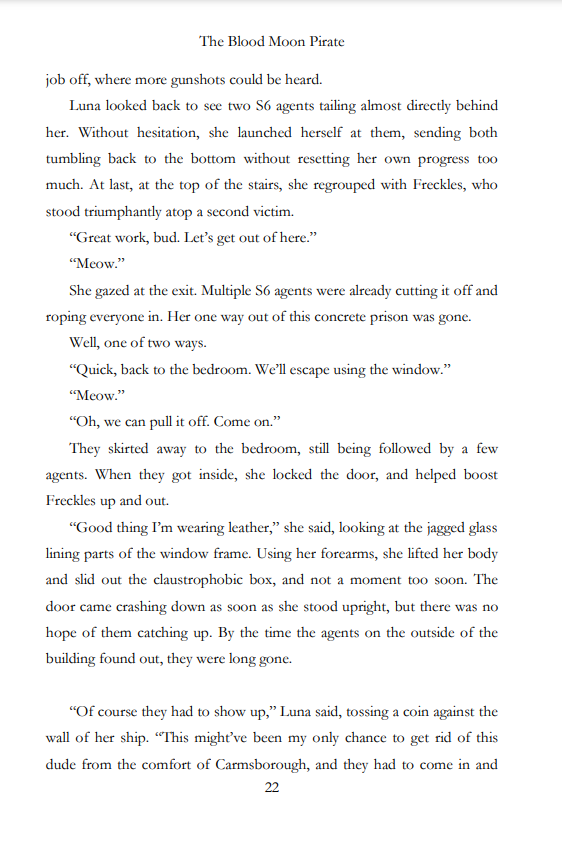 The Blood Moon Pirate
job off, where more gunshots could be heard.
Luna looked back to see two S6 agents tailing almost directly behind
her. Without hesitation, she launched herself at them, sending both
tumbling back to the bottom without resetting her own progress too
much. At last, at the top of the stairs, she regrouped with Freckles, who
stood triumphantly atop a second victim.
“Great work, bud. Let’s get out of here.”
“Meow.”
She gazed at the exit. Multiple S6 agents were already cutting it off and
roping everyone in. Her one way out of this concrete prison was gone.
Well, one of two ways.
“Quick, back to the bedroom. We’ll escape using the window.”
“Meow.”
“Oh, we can pull it off. Come on.”
They skirted away to the bedroom, still being followed by a few
agents. When they got inside, she locked the door, and helped boost
Freckles up and out.
“Good thing I’m wearing leather,” she said, looking at the jagged glass
lining parts of the window frame. Using her forearms, she lifted her body
and slid out the claustrophobic box, and not a moment too soon. The
door came crashing down as soon as she stood upright, but there was no
hope of them catching up. By the time the agents on the outside of the
building found out, they were long gone.
“Of course they had to show up,” Luna said, tossing a coin against the
wall of her ship. “This might’ve been my only chance to get rid of this
dude from the comfort of Carmsborough, and they had to come in and
22